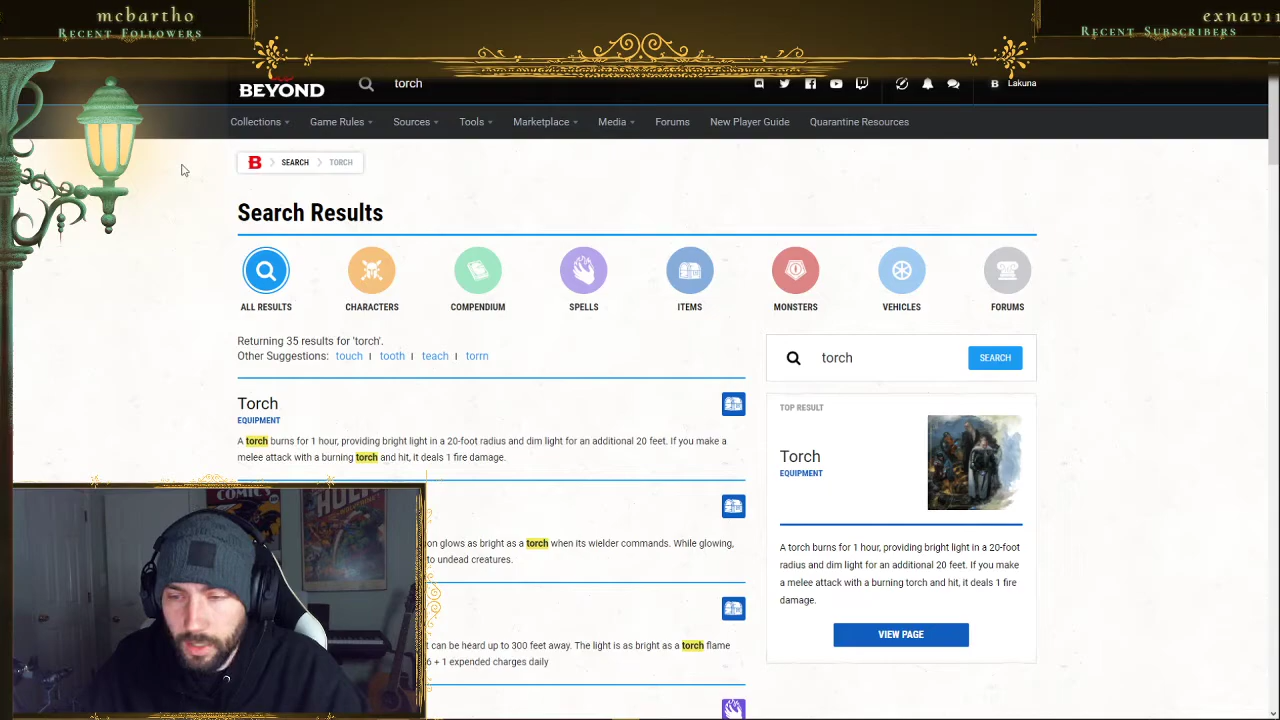 mcbartho
Recent Followers
exnav11
Recent Subscribers
BEYOND
torch
Lakuna
Collections
Game Rules
Sources
Tools
Marketplace
Media
Forums
New Player Guide
Quarantine Resources
B
SEARCH
TORCH
Search Results
ALL RESULTS
CHARACTERS
COMPENDIUM
SPELLS
ITEMS
MONSTERS
VEHICLES
FORUMS
Returning 35 results for 'torch'.
Other Suggestions: touch | tooth | teach | torrn
Torch
EQUIPMENT
A torch burns for 1 hour, providing bright light in a 20-foot radius and dim light for an additional 20 feet. If you make a
melee attack with a burning torch and hit, it deals 1 fire damage.
on glows as bright as a torch when its wielder commands. While glowing,
to undead creatures.
can be heard up to 300 feet away. The light is as bright as a torch flame
6 + 1 expended charges daily
torch
SEARCH
TOP RESULT
Torch
EQUIPMENT
A torch burns for 1 hour, providing bright light in a 20-foot
radius and dim light for an additional 20 feet. If you make
a melee attack with a burning torch and hit, it deals 1 fire
damage.
VIEW PAGE
COMICS
HULK